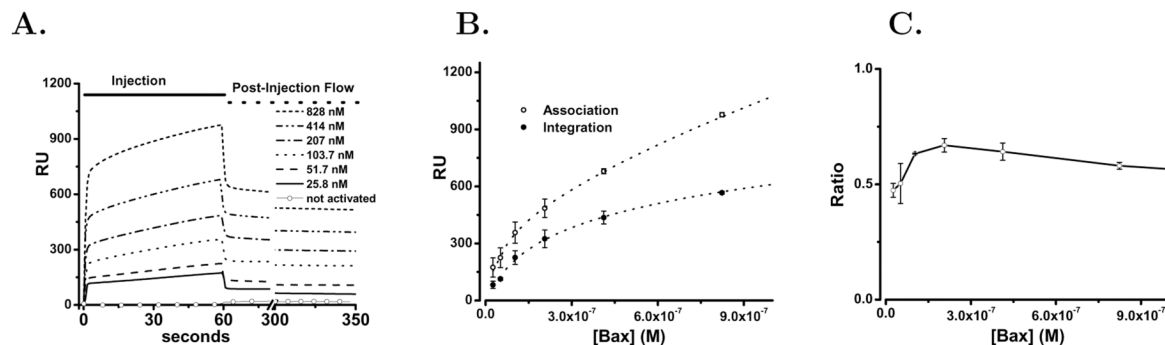 A.
Injection
Post-Injection Flow
828 nM
414 nM
207 nM
103.7 nM
51.7 nM
25.8 nM
not activated
1200
900
600
300
0
RU
0 30 60 300 350
seconds
B.
Association
Integration
1200
900
600
300
0
RU
0.0 3.0x10⁻⁷ 6.0x10⁻⁷ 9.0x10⁻⁷
[Bax] (M)
C.
1.0
0.5
0.0
Ratio
0.0 3.0x10⁻⁷ 6.0x10⁻⁷ 9.0x10⁻⁷
[Bax] (M)